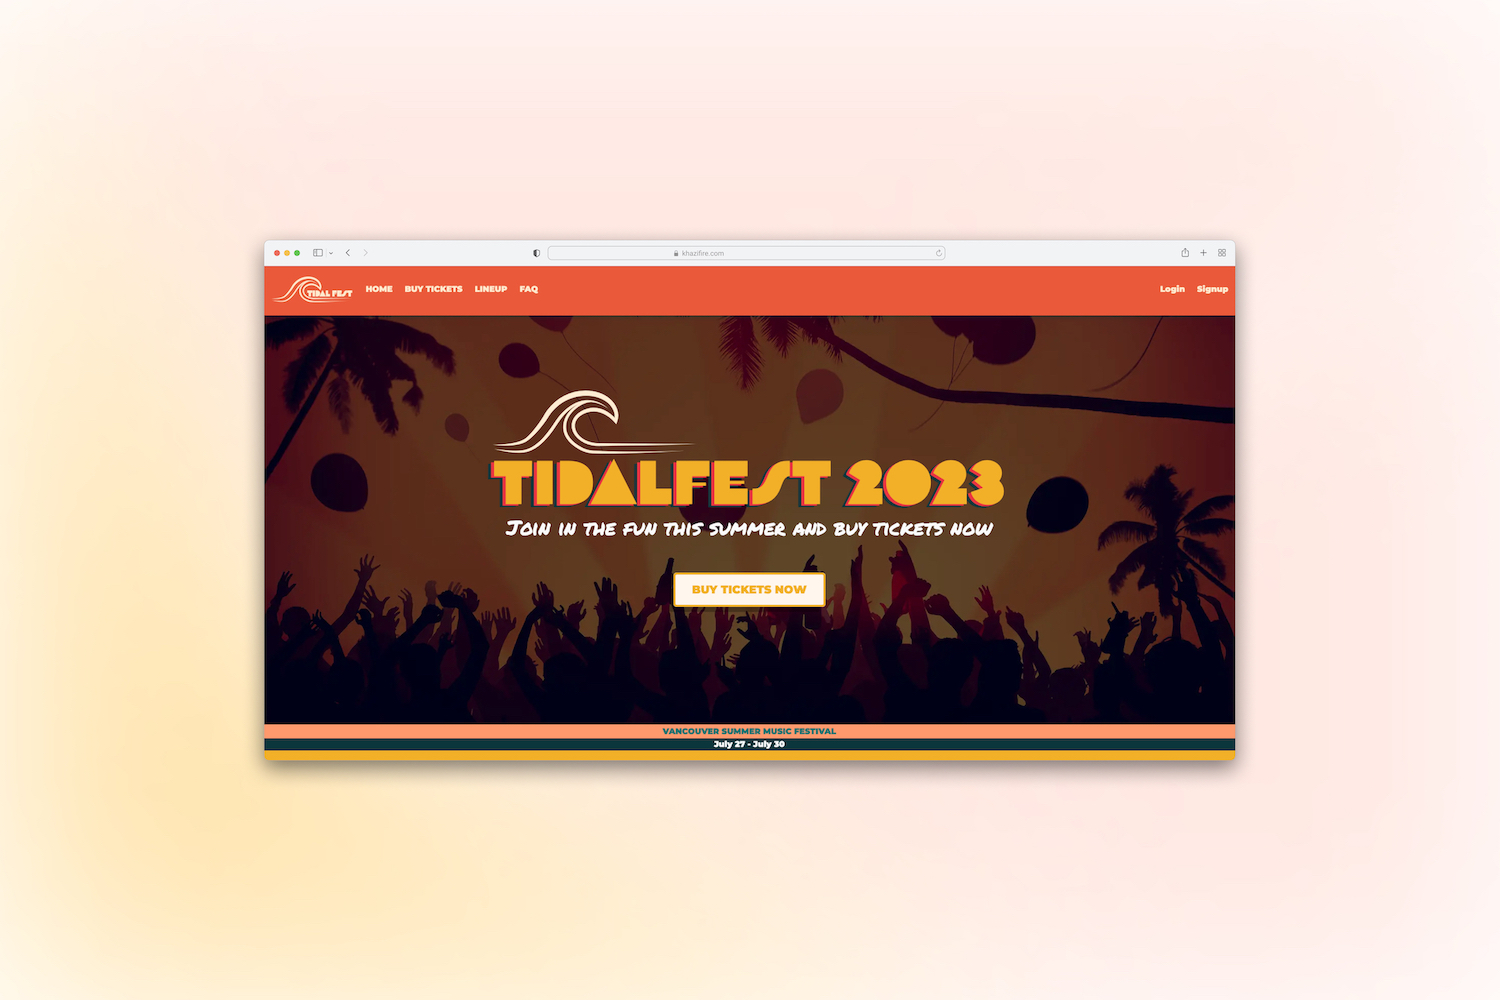 khazifire.com
TIDAL FEST
HOME BUY TICKETS LINEUP FAQ
Login Signup
TIDALFEST 2023
JOIN IN THE FUN THIS SUMMER AND BUY TICKETS NOW
BUY TICKETS NOW
VANCOUVER SUMMER MUSIC FESTIVAL
July 27 - July 30